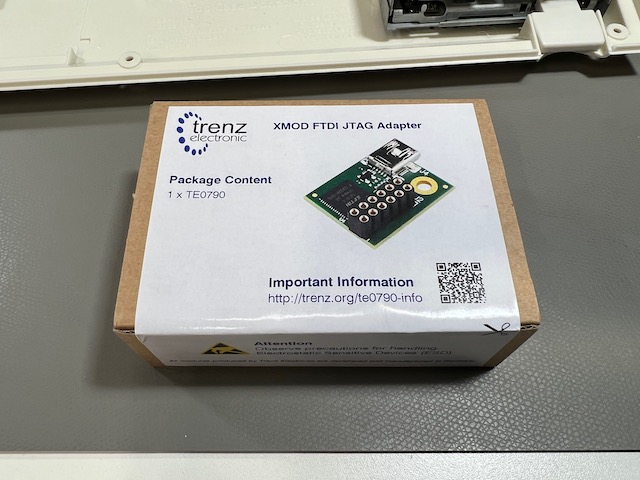 trenz
electronic
XMOD FTDI JTAG Adapter
Package Content
1 x TE0790
J4
Important Information
http://trenz.org/te0790-info
Attention
Observe precautions for handling
Electrostatic Sensitive Devices (ESD)